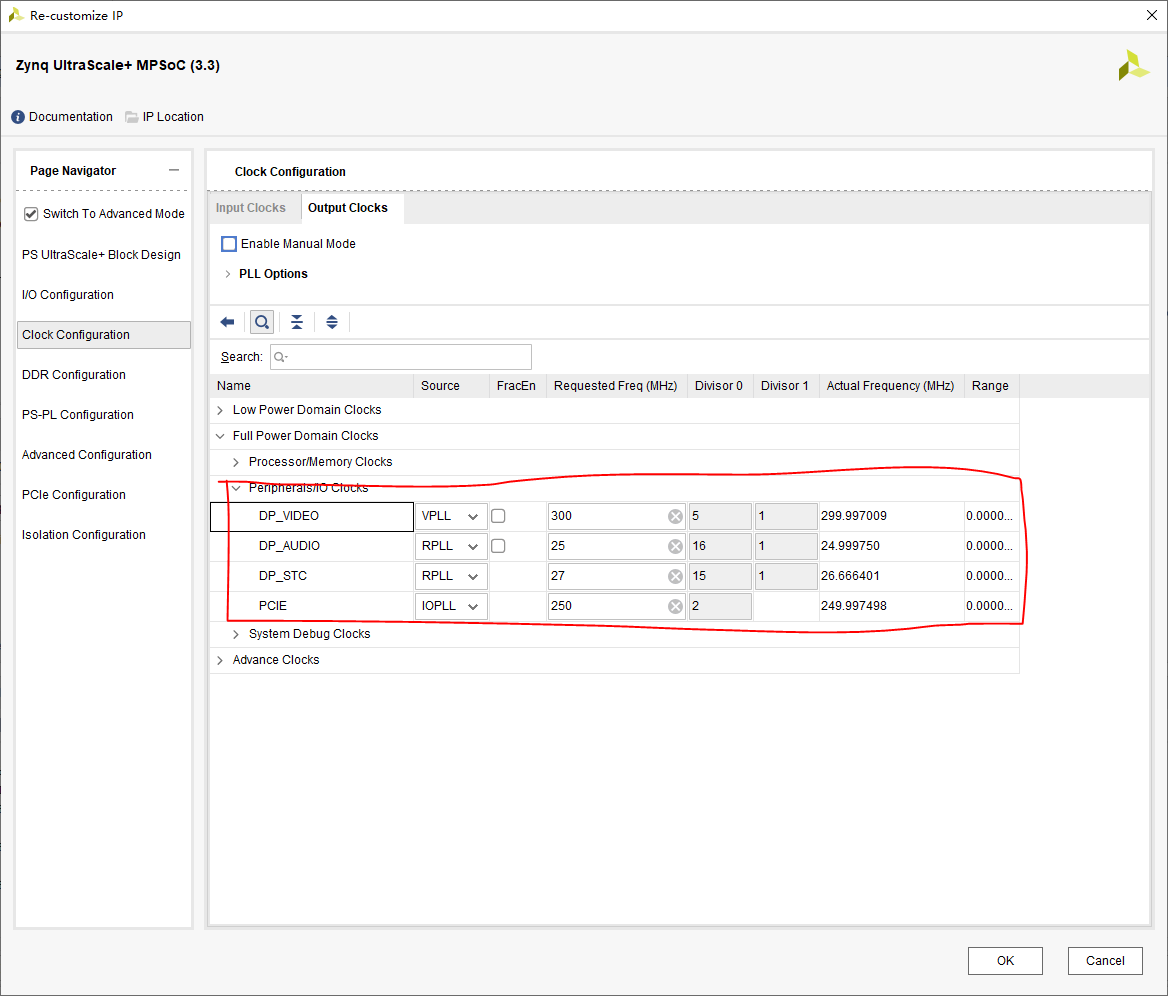 Re-customize IP
Zynq UltraScale+ MPSoC (3.3)
Documentation IP Location
Page Navigator
Switch To Advanced Mode
PS UltraScale+ Block Design
I/O Configuration
Clock Configuration
DDR Configuration
PS-PL Configuration
Advanced Configuration
PCIe Configuration
Isolation Configuration
Clock Configuration
Input Clocks Output Clocks
Enable Manual Mode
PLL Options
Search:
Name Source FracEn Requested Freq (MHz) Divisor 0 Divisor 1 Actual Frequency (MHz) Range
Low Power Domain Clocks
Full Power Domain Clocks
Processor/Memory Clocks
Peripherals/IO Clocks
DP_VIDEO VPLL 300 5 1 299.997009 0.0000...
DP_AUDIO RPLL 25 16 1 24.999750 0.0000...
DP_STC RPLL 27 15 1 26.666401 0.0000...
PCIE IOPLL 250 2 249.997498 0.0000...
System Debug Clocks
Advance Clocks
OK Cancel